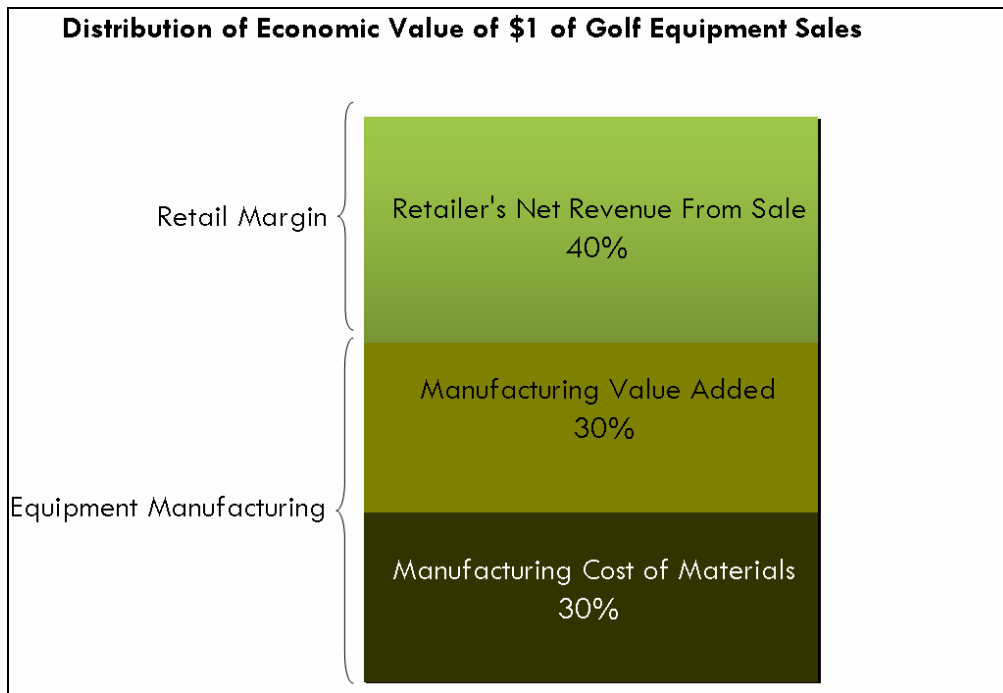 Distribution of Economic Value of $1 of Golf Equipment Sales
Retail Margin
Retailer's Net Revenue From Sale
40%
Manufacturing Value Added
30%
Equipment Manufacturing
Manufacturing Cost of Materials
30%